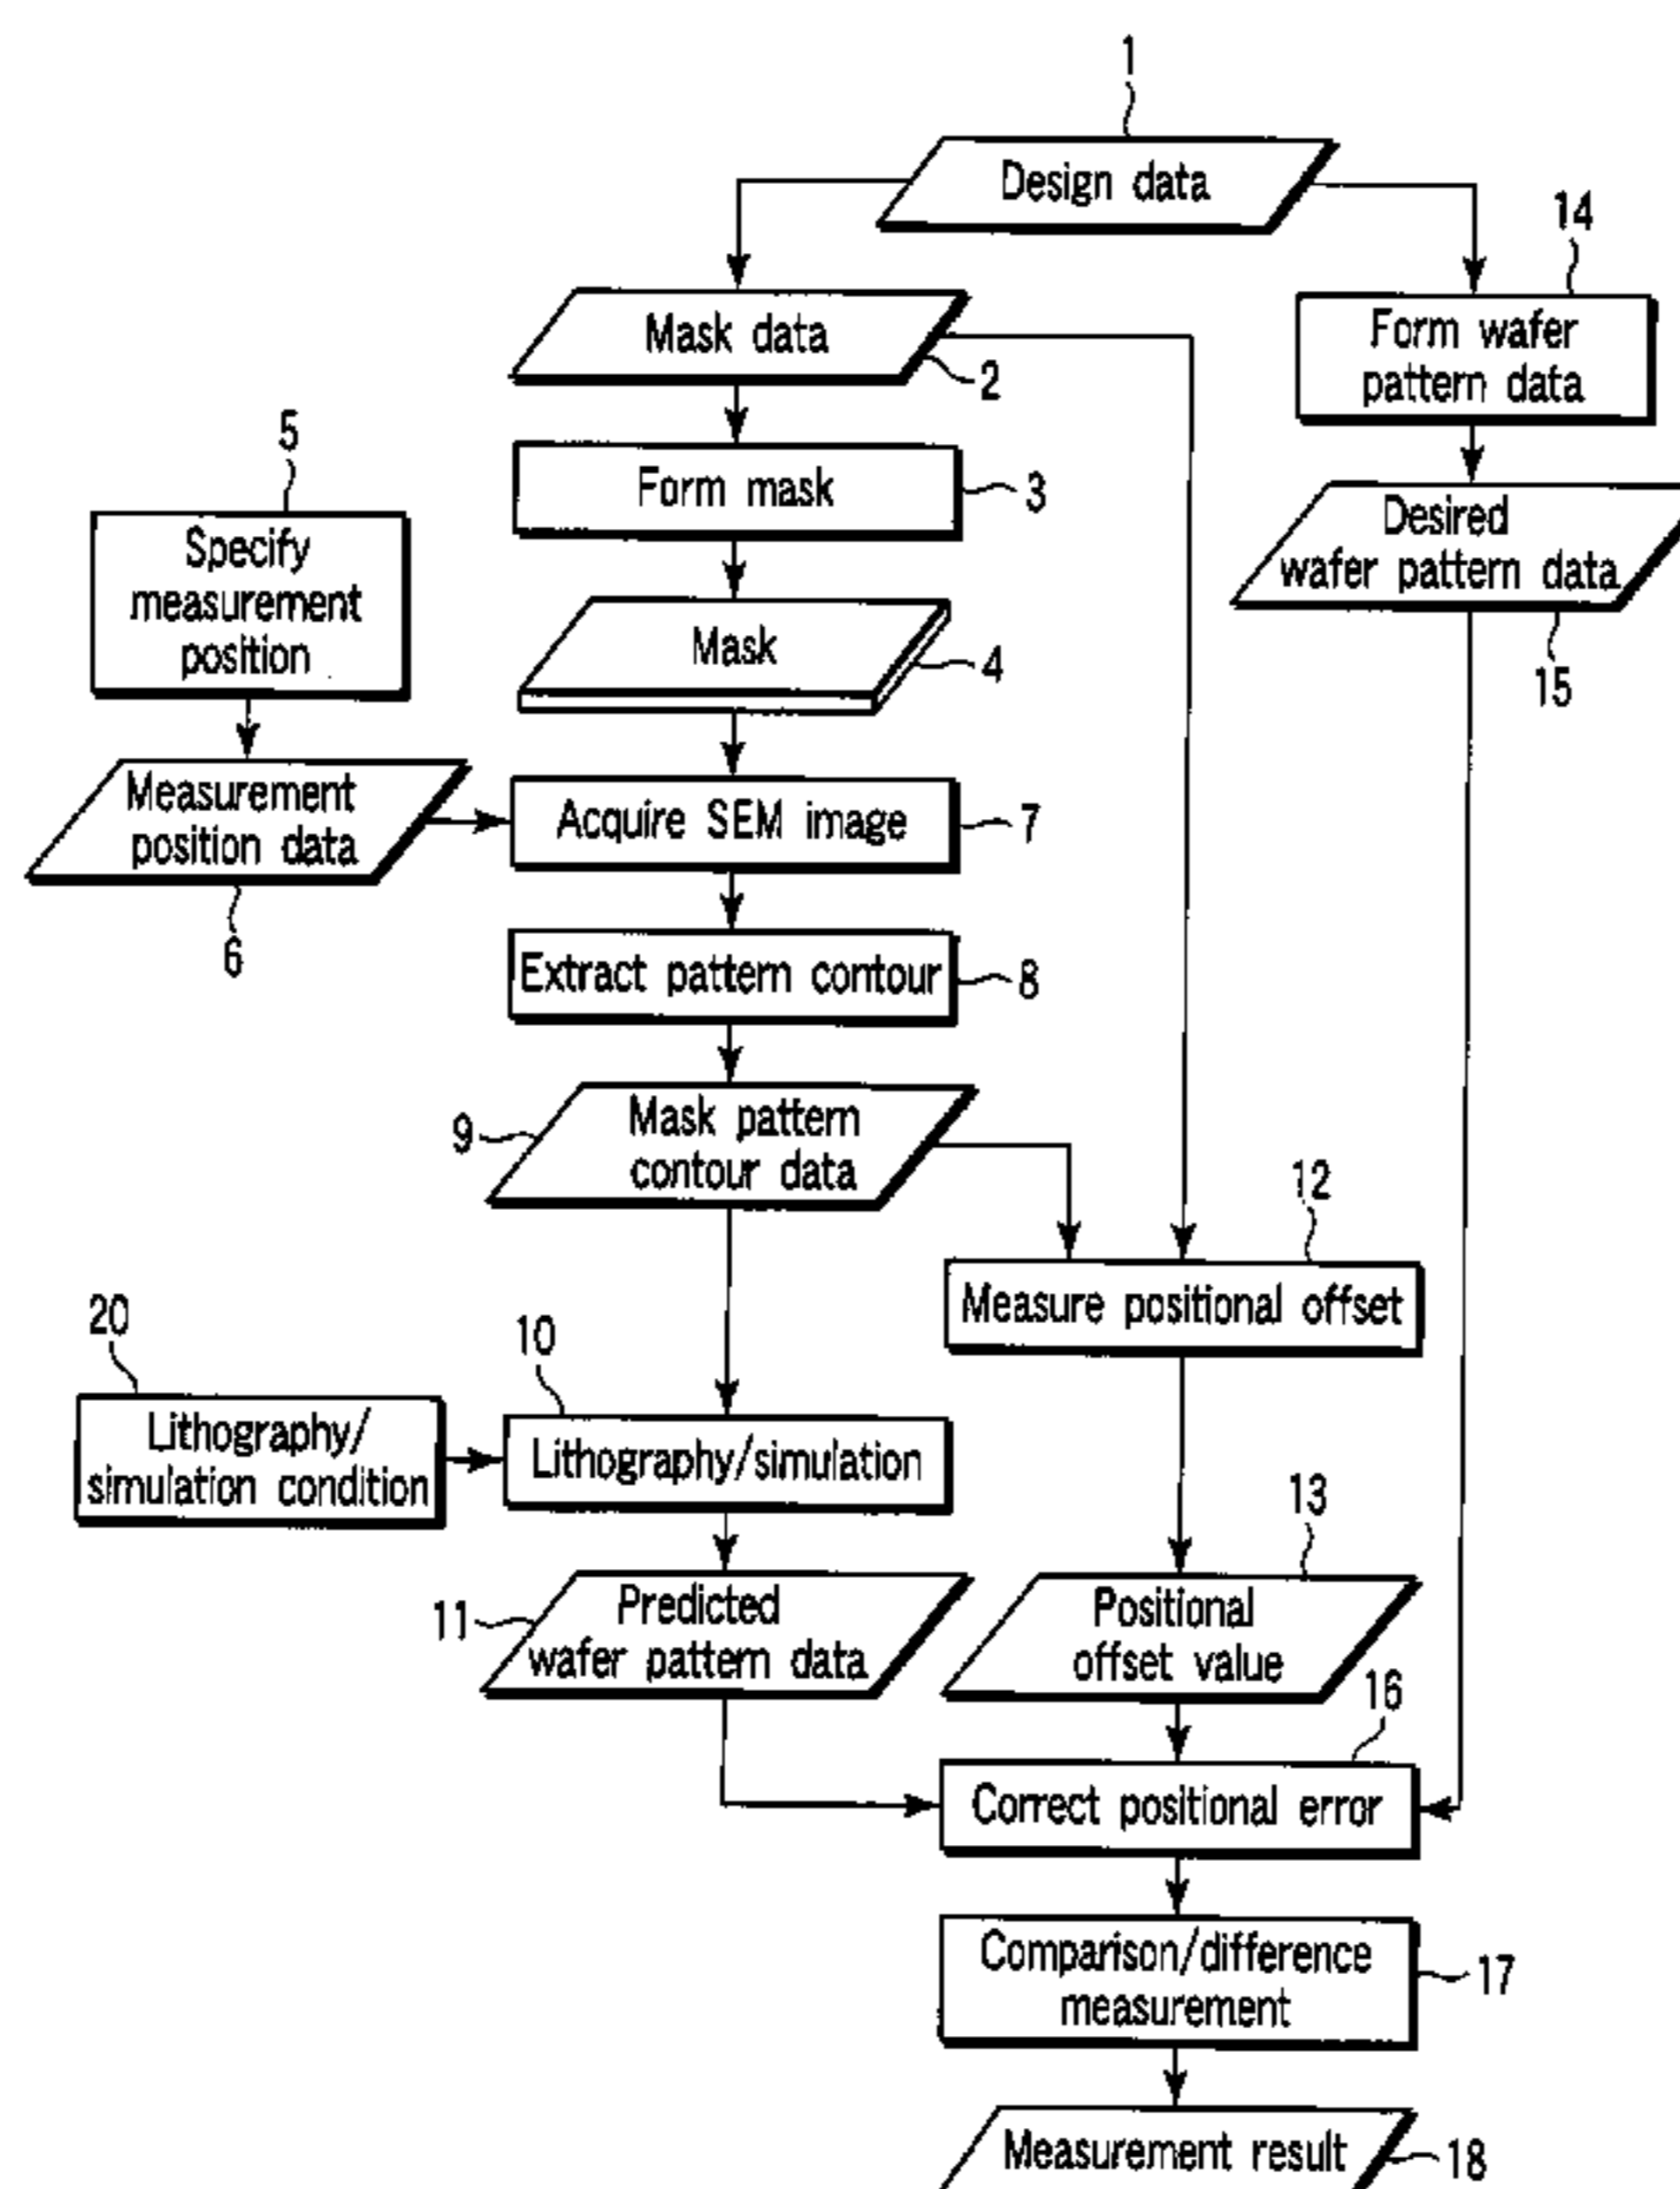 1
Design data
14
Mask data
2
Form wafer
pattern data
5
Form mask
3
Desired
wafer pattern data
15
Specify
measurement
position
Mask
4
Measurement
position data
6
Acquire SEM image
7
Extract pattern contour
8
9
Mask pattern
contour data
12
Measure positional offset
20
Lithography/
simulation condition
10
Lithography/simulation
13
11
Predicted
wafer pattern data
Positional
offset value
16
Correct positional error
Comparison/difference
measurement
17
Measurement result
18